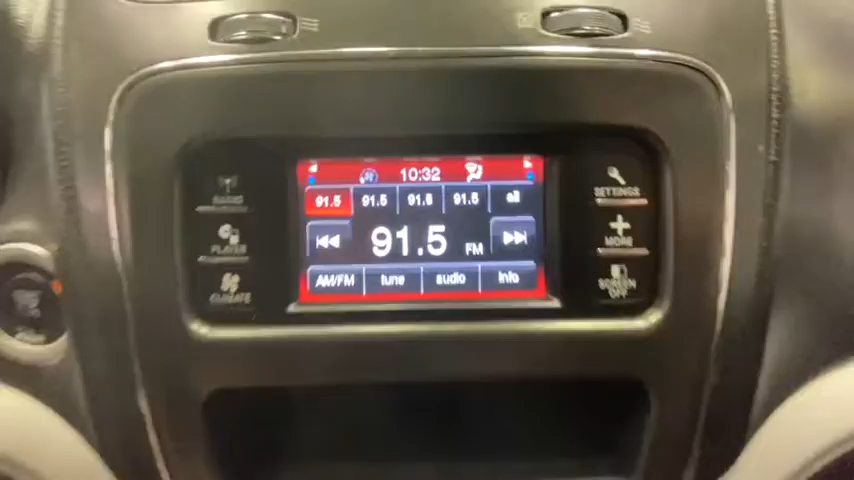 10:32
RADIO
91.5 91.5 91.5 91.5 all
SETTINGS
PLAYER
91.5 FM
MORE
CLIMATE
AM/FM tune audio info
SCREEN OFF